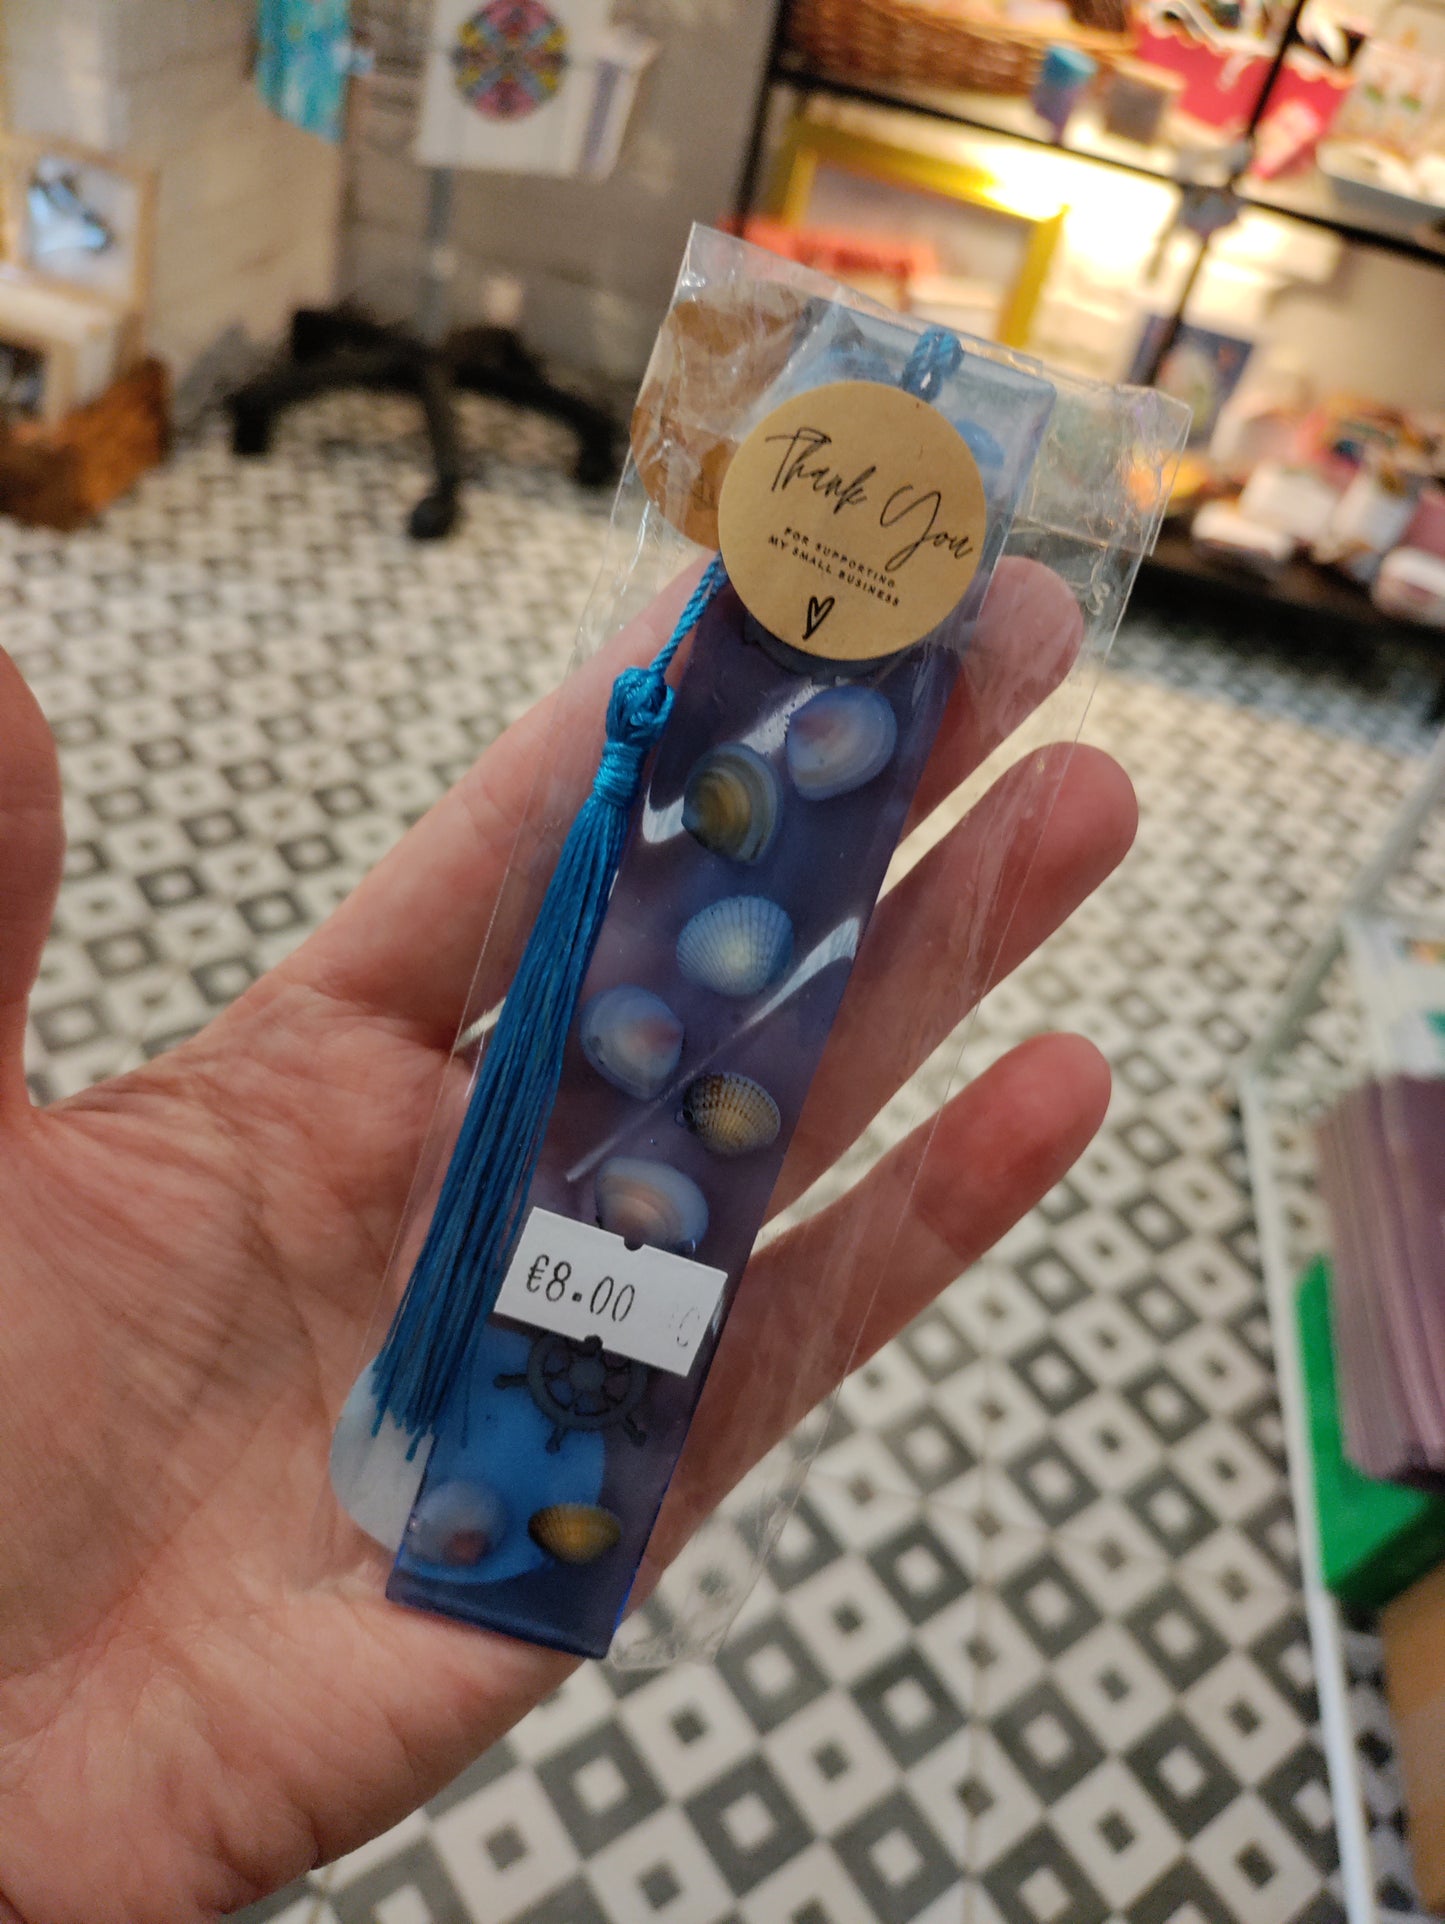 Thank You
FOR SUPPORTING
MY SMALL BUSINESS
€8.00